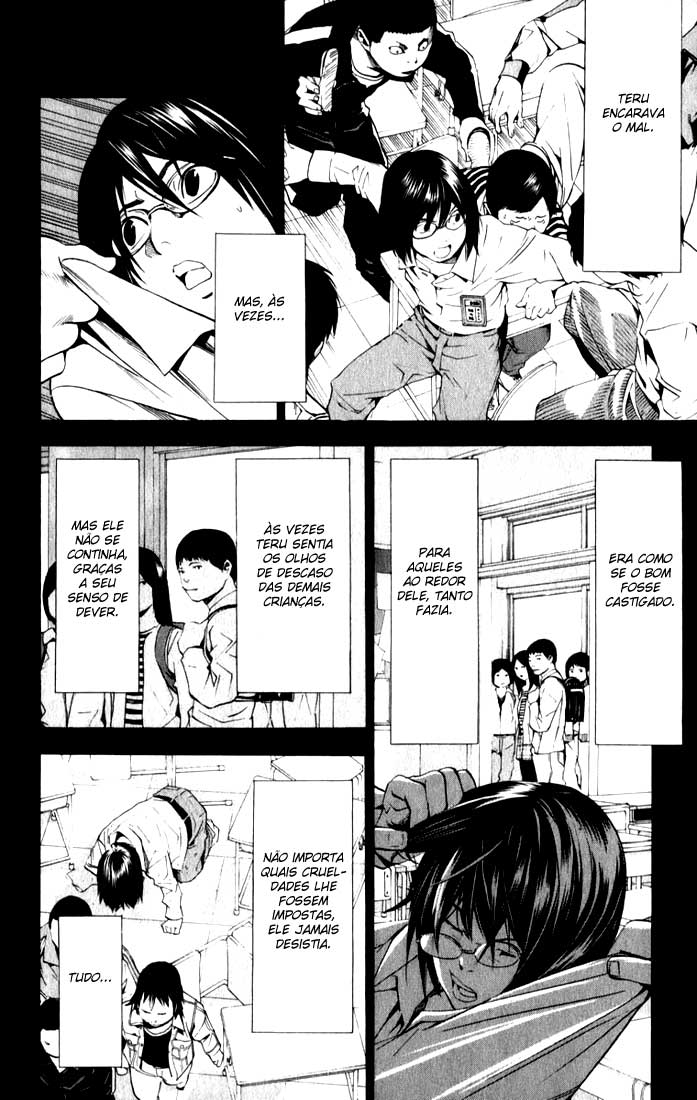 TERU
ENCARAVA
O MAL.
MAS, ÀS
VEZES...
ERA COMO
SE O BOM
FOSSE
CASTIGADO.
PARA
AQUELES
AO REDOR
DELE, TANTO
FAZIA.
ÀS VEZES
TERU SENTIA
OS OLHOS
DE DESCASO
DAS DEMAIS
CRIANÇAS.
MAS ELE
NÃO SE
CONTINHA,
GRAÇAS
A SEU
SENSO DE
DEVER.
NÃO IMPORTA
QUAIS CRUEL-
DADES LHE
FOSSEM
IMPOSTAS,
ELE JAMAIS
DESISTIA.
TUDO...